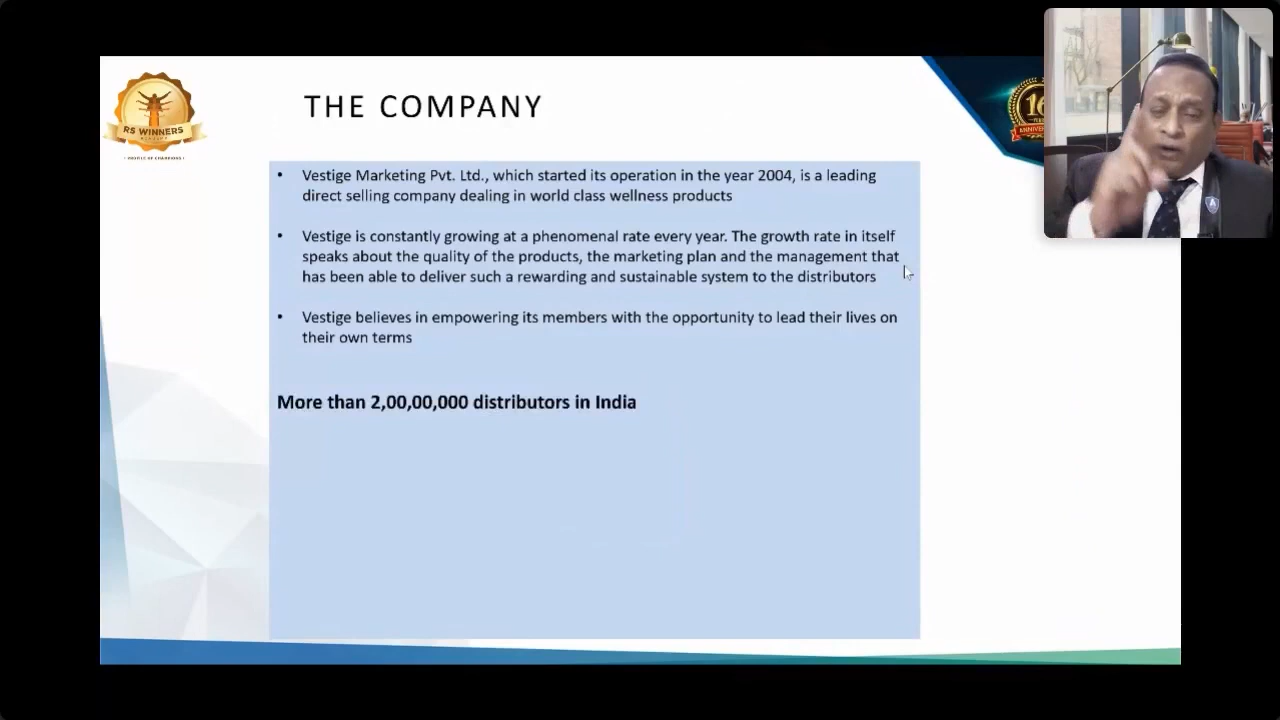 RS WINNERS
THE COMPANY
16
ANNIVERS
• Vestige Marketing Pvt. Ltd., which started its operation in the year 2004, is a leading
direct selling company dealing in world class wellness products
• Vestige is constantly growing at a phenomenal rate every year. The growth rate in itself
speaks about the quality of the products, the marketing plan and the management that
has been able to deliver such a rewarding and sustainable system to the distributors
• Vestige believes in empowering its members with the opportunity to lead their lives on
their own terms
More than 2,00,00,000 distributors in India